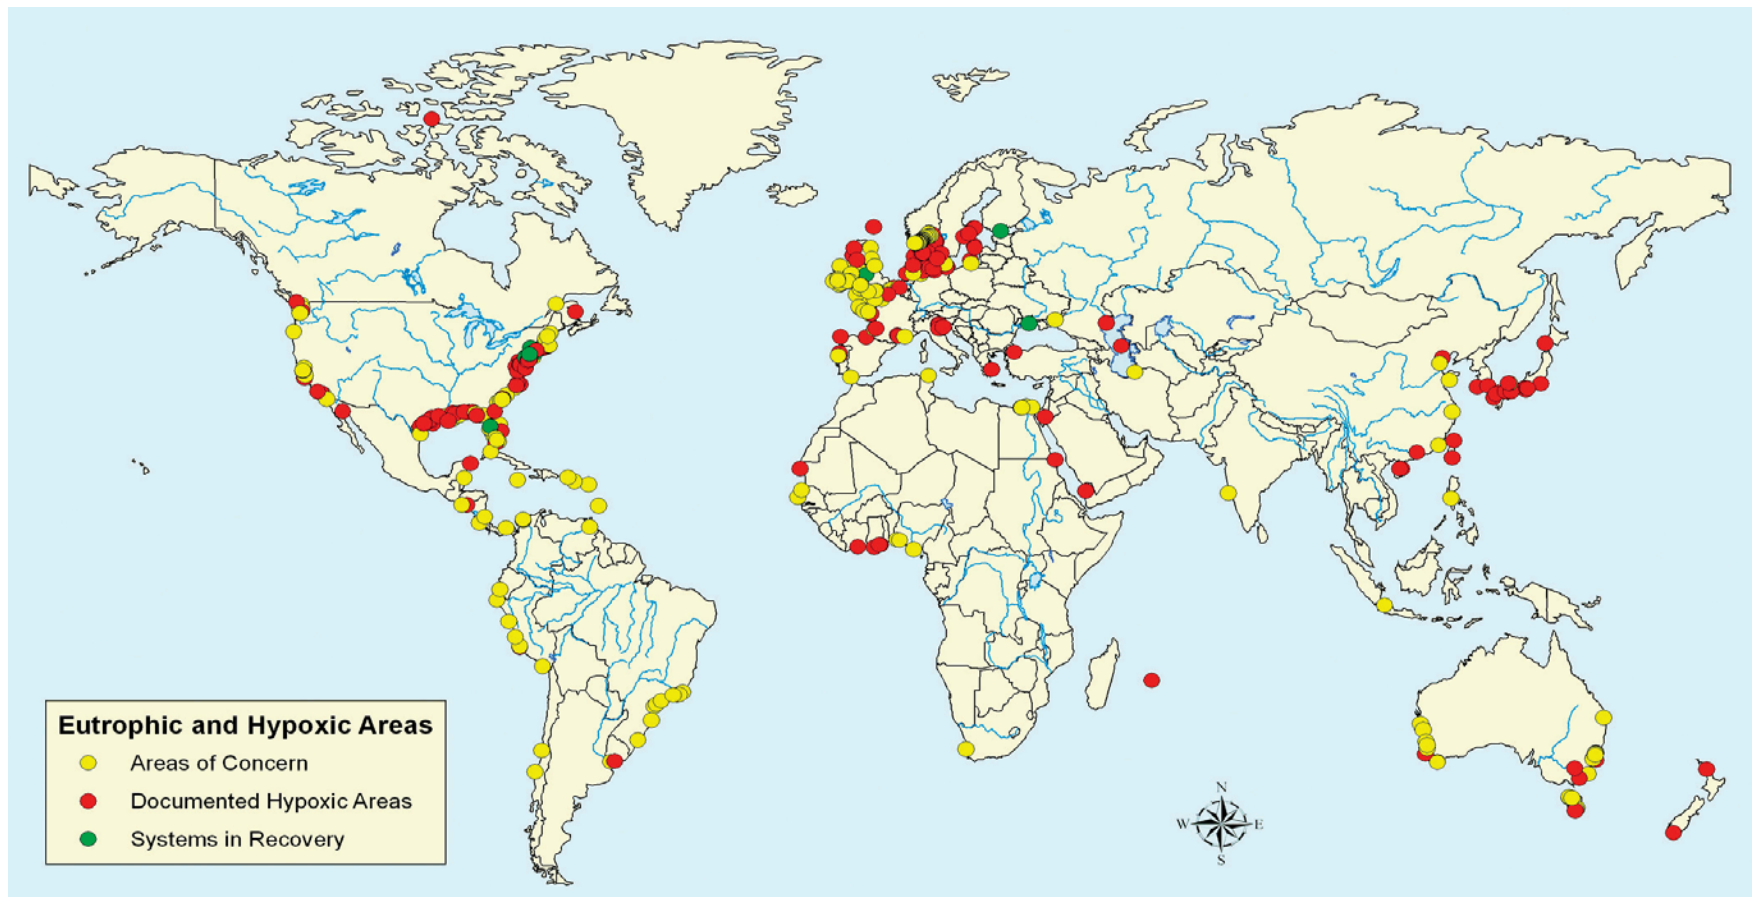 Eutrophic and Hypoxic Areas
Areas of Concern
Documented Hypoxic Areas
Systems in Recovery
N
W E
S